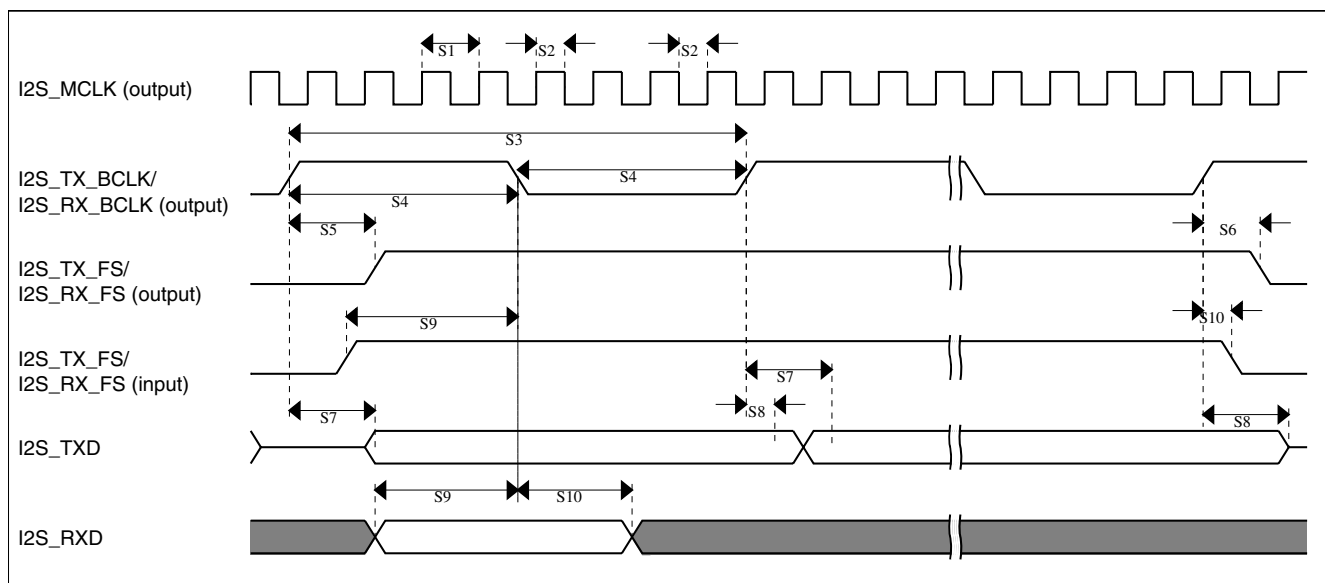 S1 S2 S2
I2S_MCLK (output)
S3
I2S_TX_BCLK/
I2S_RX_BCLK (output)
S4
S4
S5 S6
I2S_TX_FS/
I2S_RX_FS (output)
S9 S10
I2S_TX_FS/
I2S_RX_FS (input)
S7
S7 S8 S8
I2S_TXD
S9 S10
I2S_RXD